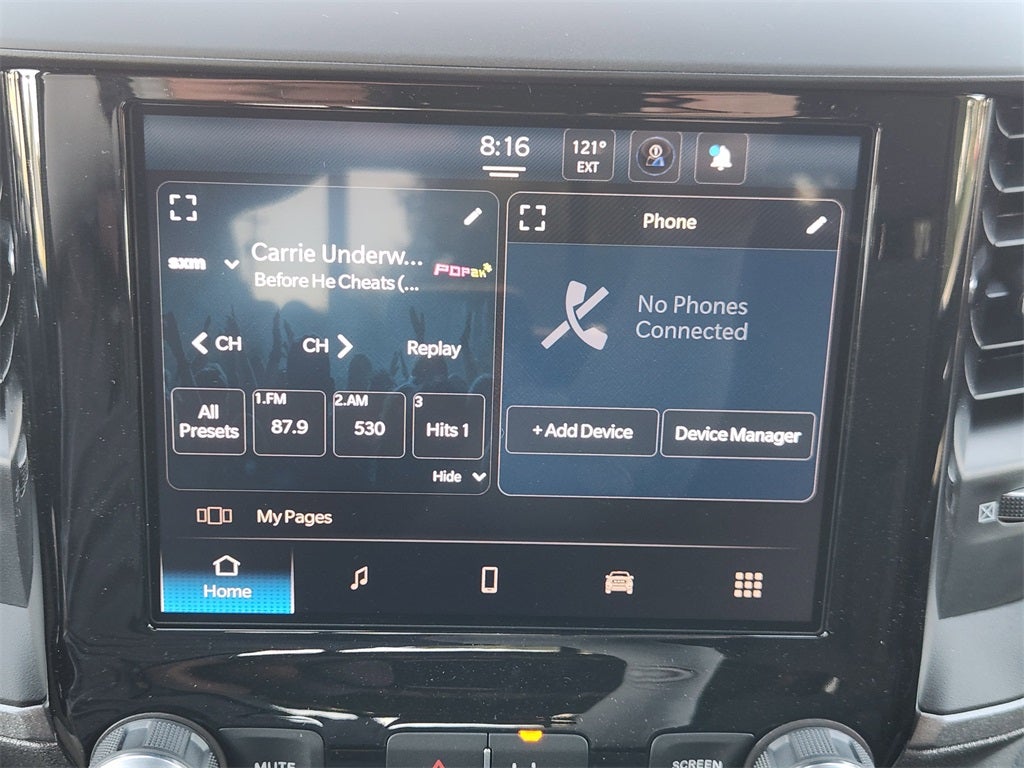 8:16
121°
EXT
sxm
Carrie Underw...
Before He Cheats (...
POP2K
CH
CH
Replay
All
Presets
1.FM
87.9
2.AM
530
3
Hits 1
Hide
Phone
No Phones
Connected
+ Add Device
Device Manager
My Pages
Home
MUTE
SCREEN